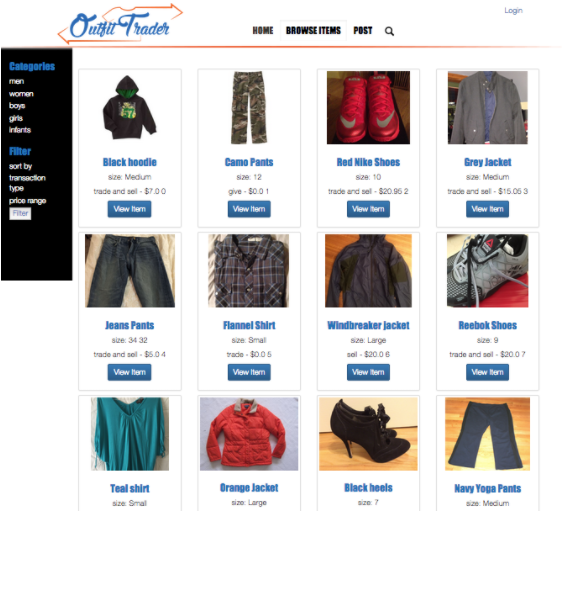 Login
Outfit Trader
HOME BROWSE ITEMS POST
Categories
men
women
boys
girls
infants
Filter
sort by
transaction
type
price range
Filter
Black hoodie
size: Medium
trade and sell - $7.0 0
View Item
Camo Pants
size: 12
give - $0.0 1
View Item
Red Nike Shoes
size: 10
trade and sell - $20.95 2
View Item
Grey Jacket
size: Medium
trade and sell - $15.05 3
View Item
Jeans Pants
size: 34 32
trade and sell - $5.0 4
View Item
Flannel Shirt
size: Small
trade - $0.0 5
View Item
Windbreaker jacket
size: Large
sell - $20.0 6
View Item
Reebok Shoes
size: 9
trade and sell - $20.0 7
View Item
Teal shirt
size: Small
Orange Jacket
size: Large
Black heels
size: 7
Navy Yoga Pants
size: Medium